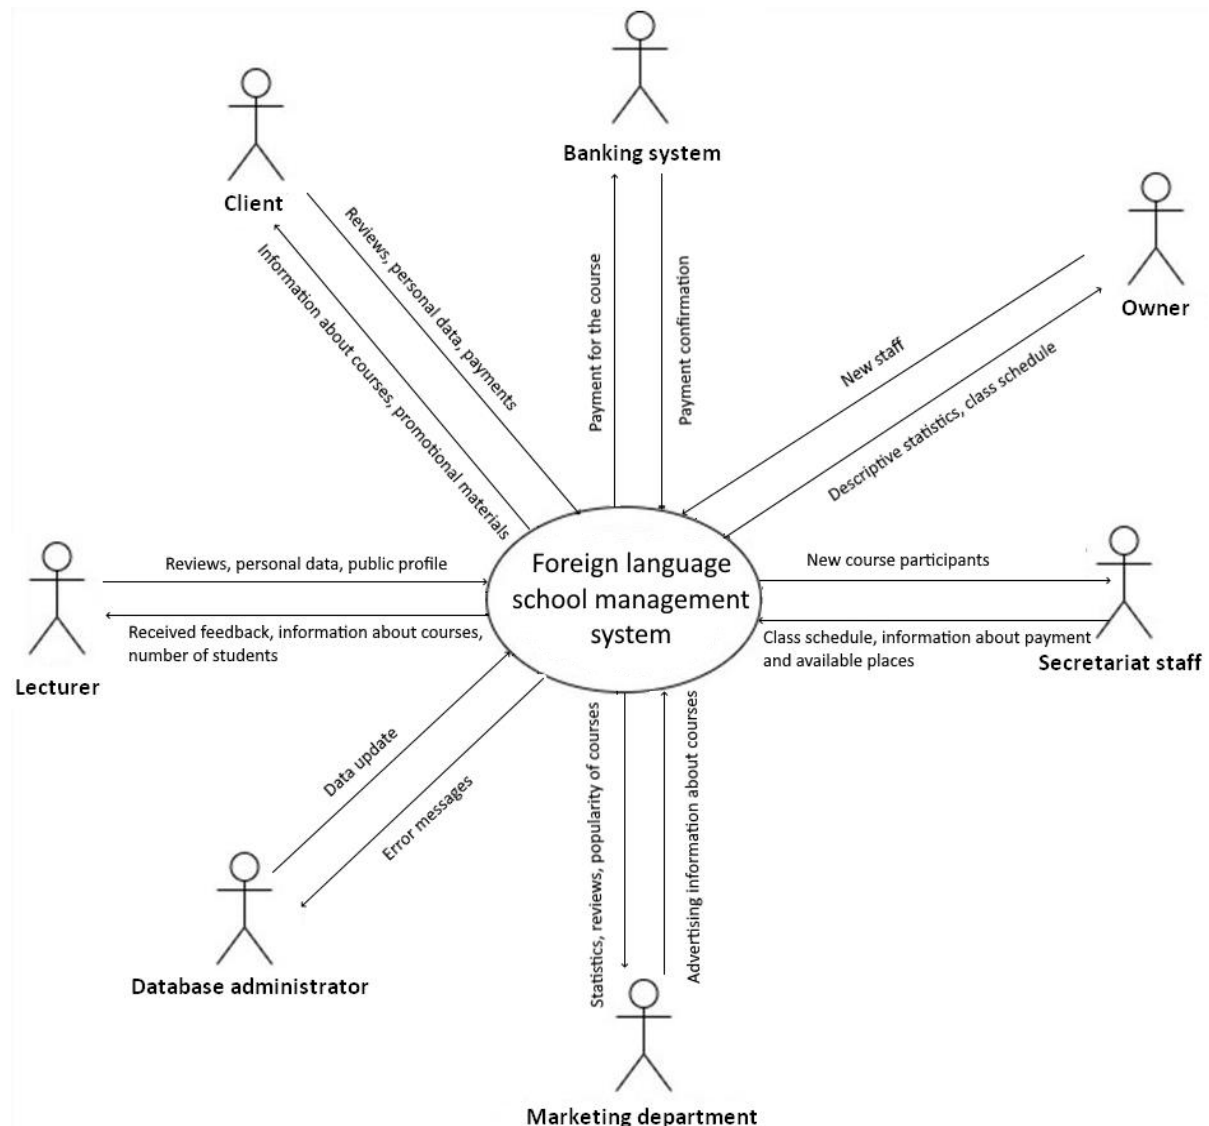 Banking system
Client
Owner
Reviews, personal data, payments
Information about courses, promotional materials
Payment for the course
Payment confirmation
New staff
Descriptive statistics, class schedule
Foreign language
school management
system
Reviews, personal data, public profile
Received feedback, information about courses,
number of students
Lecturer
New course participants
Class schedule, information about payment
and available places
Secretariat staff
Data update
Error messages
Database administrator
Statistics, reviews, popularity of courses
Advertising information about courses
Marketing department